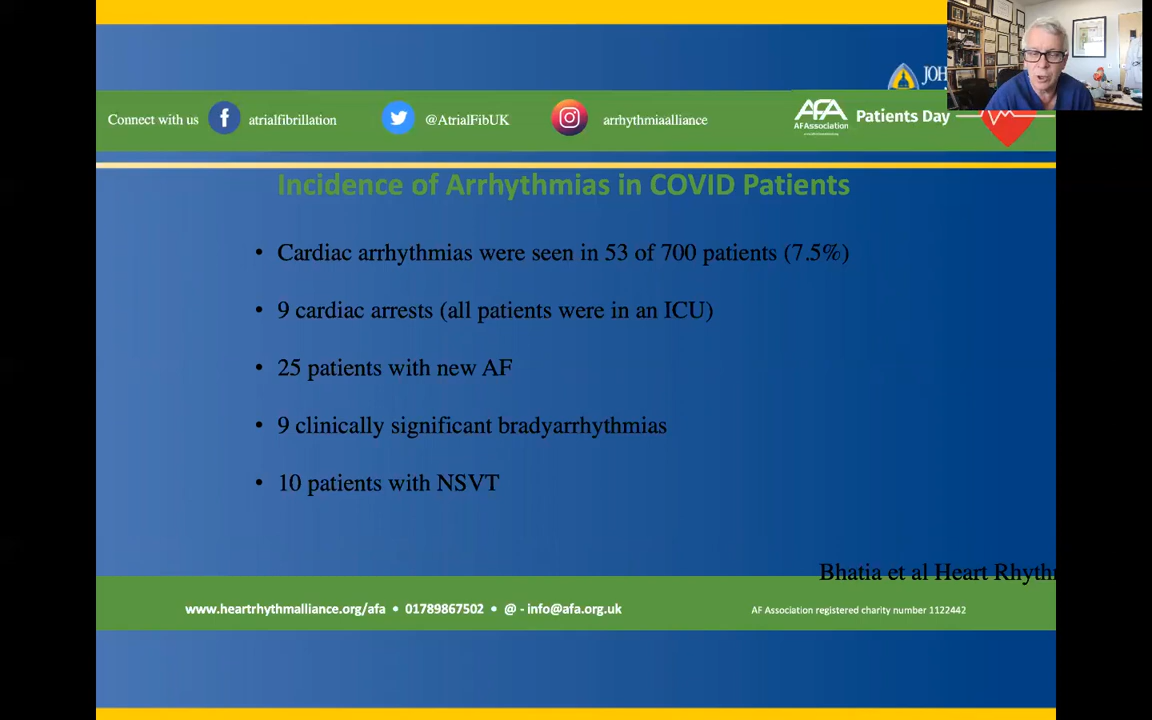 JOH
Connect with us atrialfibrillation @AtrialFibUK arrhythmiaalliance AFA Patients Day
AFAssociation
Incidence of Arrhythmias in COVID Patients
• Cardiac arrhythmias were seen in 53 of 700 patients (7.5%)
• 9 cardiac arrests (all patients were in an ICU)
• 25 patients with new AF
• 9 clinically significant bradyarrhythmias
• 10 patients with NSVT
Bhatia et al Heart Rhyth
www.heartrhythmalliance.org/afa • 01789867502 • @ - info@afa.org.uk AF Association registered charity number 1122442